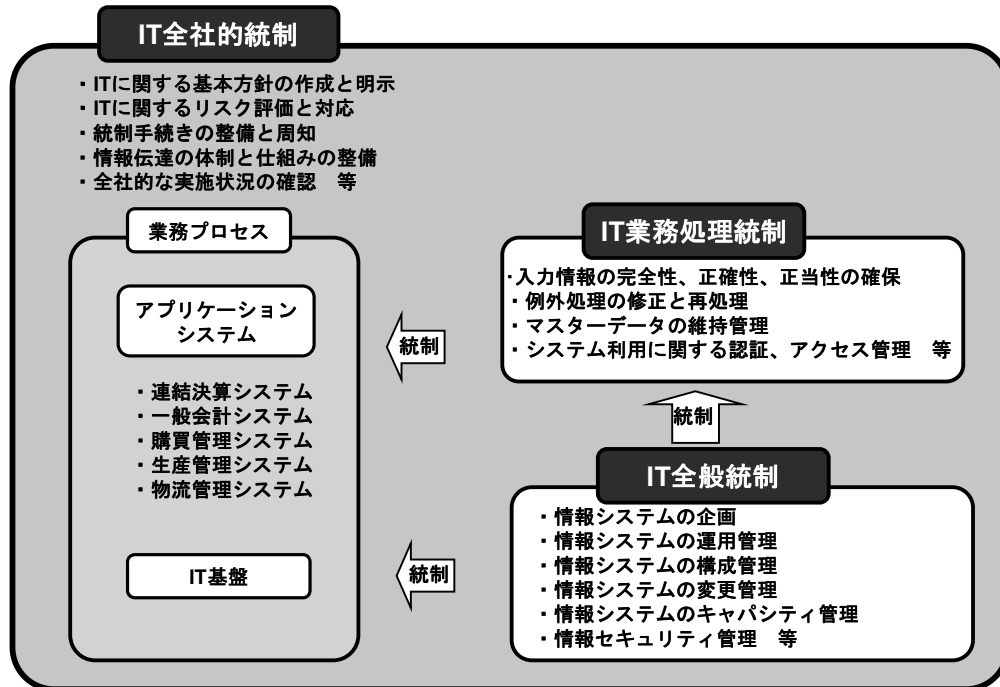 IT全社的統制
・ITに関する基本方針の作成と明示
・ITに関するリスク評価と対応
・統制手続きの整備と周知
・情報伝達の体制と仕組みの整備
・全社的な実施状況の確認　等
業務プロセス
アプリケーション
システム
・連結決算システム
・一般会計システム
・購買管理システム
・生産管理システム
・物流管理システム
IT基盤
統制
統制
IT業務処理統制
・入力情報の完全性、正確性、正当性の確保
・例外処理の修正と再処理
・マスターデータの維持管理
・システム利用に関する認証、アクセス管理　等
統制
IT全般統制
・情報システムの企画
・情報システムの運用管理
・情報システムの構成管理
・情報システムの変更管理
・情報システムのキャパシティ管理
・情報セキュリティ管理　等